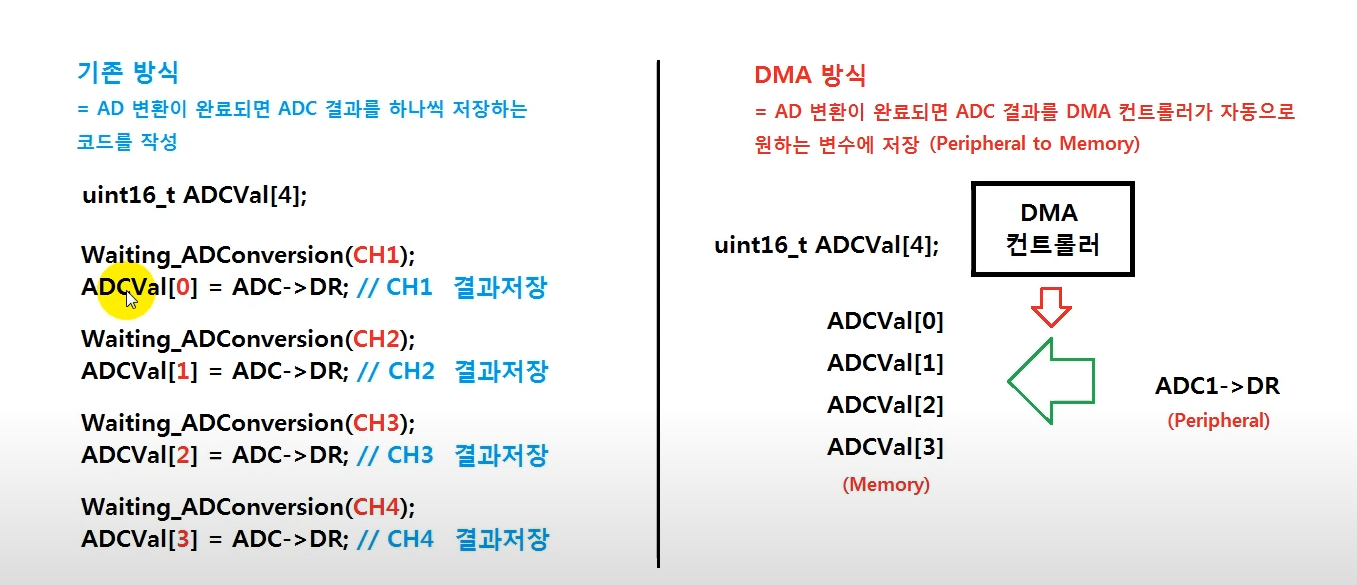 기존 방식
= AD 변환이 완료되면 ADC 결과를 하나씩 저장하는
코드를 작성
uint16_t ADCVal[4];
Waiting_ADConversion(CH1);
ADCVal[0] = ADC->DR; // CH1 결과저장
Waiting_ADConversion(CH2);
ADCVal[1] = ADC->DR; // CH2 결과저장
Waiting_ADConversion(CH3);
ADCVal[2] = ADC->DR; // CH3 결과저장
Waiting_ADConversion(CH4);
ADCVal[3] = ADC->DR; // CH4 결과저장
DMA 방식
= AD 변환이 완료되면 ADC 결과를 DMA 컨트롤러가 자동으로
원하는 변수에 저장 (Peripheral to Memory)
DMA
컨트롤러
uint16_t ADCVal[4];
ADCVal[0]
ADCVal[1]
ADCVal[2]
ADCVal[3]
(Memory)
ADC1->DR
(Peripheral)